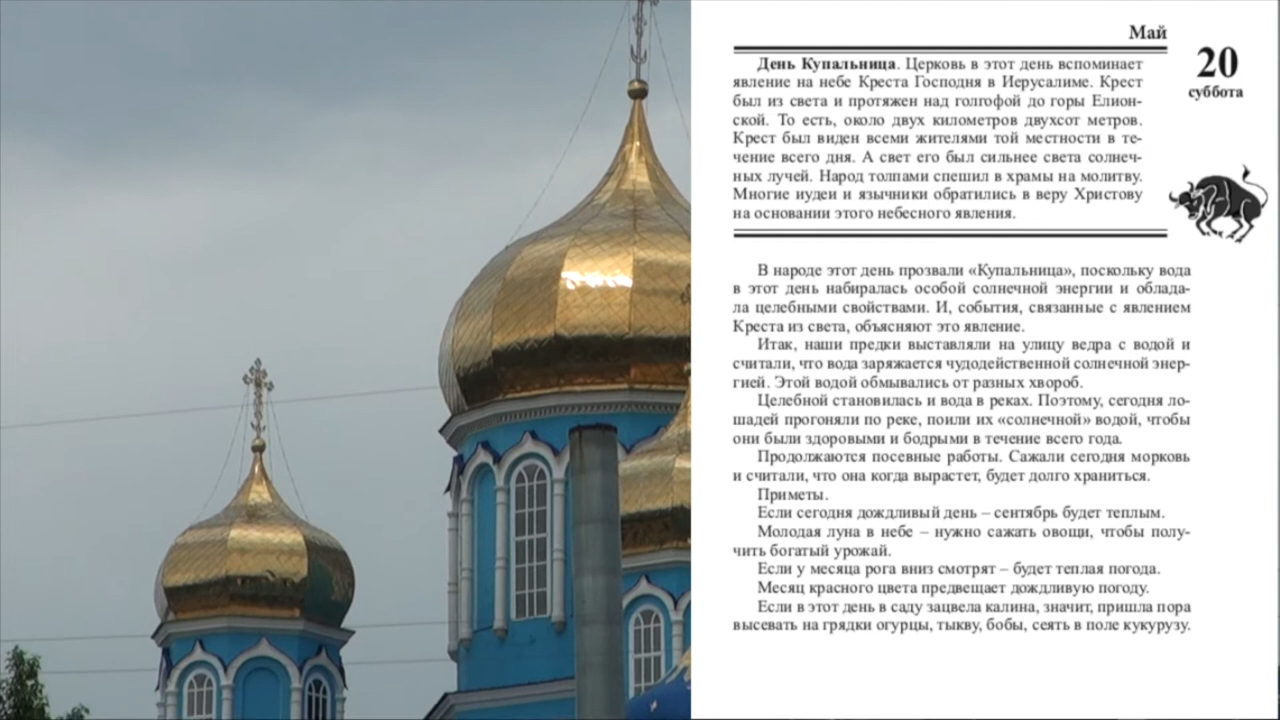 Май
20
суббота
День Купальница. Церковь в этот день вспоминает
явление на небе Креста Господня в Иерусалиме. Крест
был из света и протяжен над голгофой до горы Елион-
ской. То есть, около двух километров двухсот метров.
Крест был виден всеми жителями той местности в те-
чение всего дня. А свет его был сильнее света солнеч-
ных лучей. Народ толпами спешил в храмы на молитву.
Многие иудеи и язычники обратились в веру Христову
на основании этого небесного явления.
В народе этот день прозвали «Купальница», поскольку вода
в этот день набиралась особой солнечной энергии и облада-
ла целебными свойствами. И, события, связанные с явлением
Креста из света, объясняют это явление.
Итак, наши предки выставляли на улицу ведра с водой и
считали, что вода заряжается чудодейственной солнечной энер-
гией. Этой водой обмывались от разных хвороб.
Целебной становилась и вода в реках. Поэтому, сегодня ло-
шадей прогоняли по реке, поили их «солнечной» водой, чтобы
они были здоровыми и бодрыми в течение всего года.
Продолжаются посевные работы. Сажали сегодня морковь
и считали, что она когда вырастет, будет долго храниться.
Приметы.
Если сегодня дождливый день – сентябрь будет теплым.
Молодая луна в небе – нужно сажать овощи, чтобы полу-
чить богатый урожай.
Если у месяца рога вниз смотрят – будет теплая погода.
Месяц красного цвета предвещает дождливую погоду.
Если в этот день в саду зацвела калина, значит, пришла пора
высевать на грядки огурцы, тыкву, бобы, сеять в поле кукурузу.